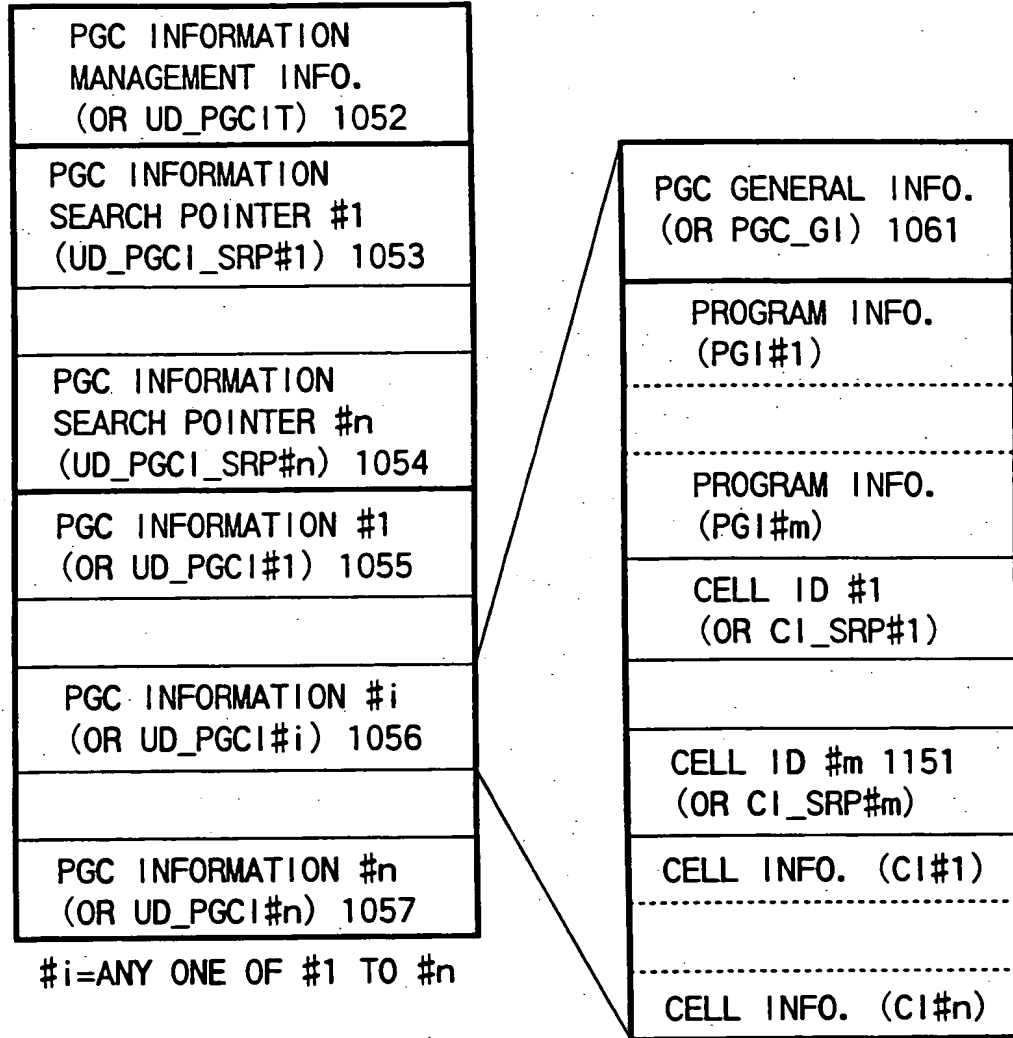 PGC INFORMATION
MANAGEMENT INFO.
(OR UD_PGCIT) 1052
PGC INFORMATION
SEARCH POINTER #1
(UD_PGCI_SRP#1) 1053
PGC INFORMATION
SEARCH POINTER #n
(UD_PGCI_SRP#n) 1054
PGC INFORMATION #1
(OR UD_PGCI#1) 1055
PGC INFORMATION #i
(OR UD_PGCI#i) 1056
PGC INFORMATION #n
(OR UD_PGCI#n) 1057
#i=ANY ONE OF #1 TO #n
PGC GENERAL INFO.
(OR PGC_GI) 1061
PROGRAM INFO.
(PGI#1)
PROGRAM INFO.
(PGI#m)
CELL ID #1
(OR CI_SRP#1)
CELL ID #m 1151
(OR CI_SRP#m)
CELL INFO. (CI#1)
CELL INFO. (CI#n)